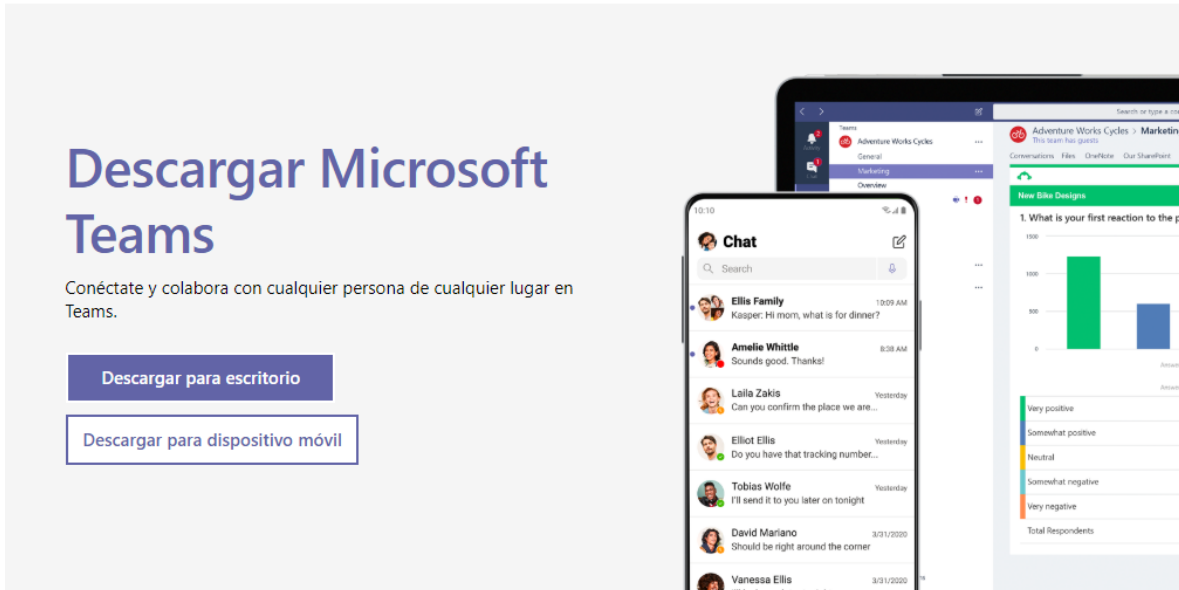 Descargar Microsoft
Teams
Conéctate y colabora con cualquier persona de cualquier lugar en
Teams.
Descargar para escritorio
Descargar para dispositivo móvil
Search or type a
Teams
Adventure Works Cycles
General
Marketing
Overview
Activity
Chat
Adventure Works Cycles > Marketing
This team has guests
Conversations Files OneNote Our SharePoint
New Bike Designs
1. What is your first reaction to the p
1500
1000
500
0
Very positive
Somewhat positive
Neutral
Somewhat negative
Very negative
Total Respondents
10:10
Chat
Search
Ellis Family 10:09 AM
Kasper: Hi mom, what is for dinner?
Amelie Whittle 8:38 AM
Sounds good. Thanks!
Laila Zakis Yesterday
Can you confirm the place we are...
Elliot Ellis Yesterday
Do you have that tracking number...
Tobias Wolfe Yesterday
I'll send it to you later on tonight
David Mariano 3/31/2020
Should be right around the corner
Vanessa Ellis 3/31/2020